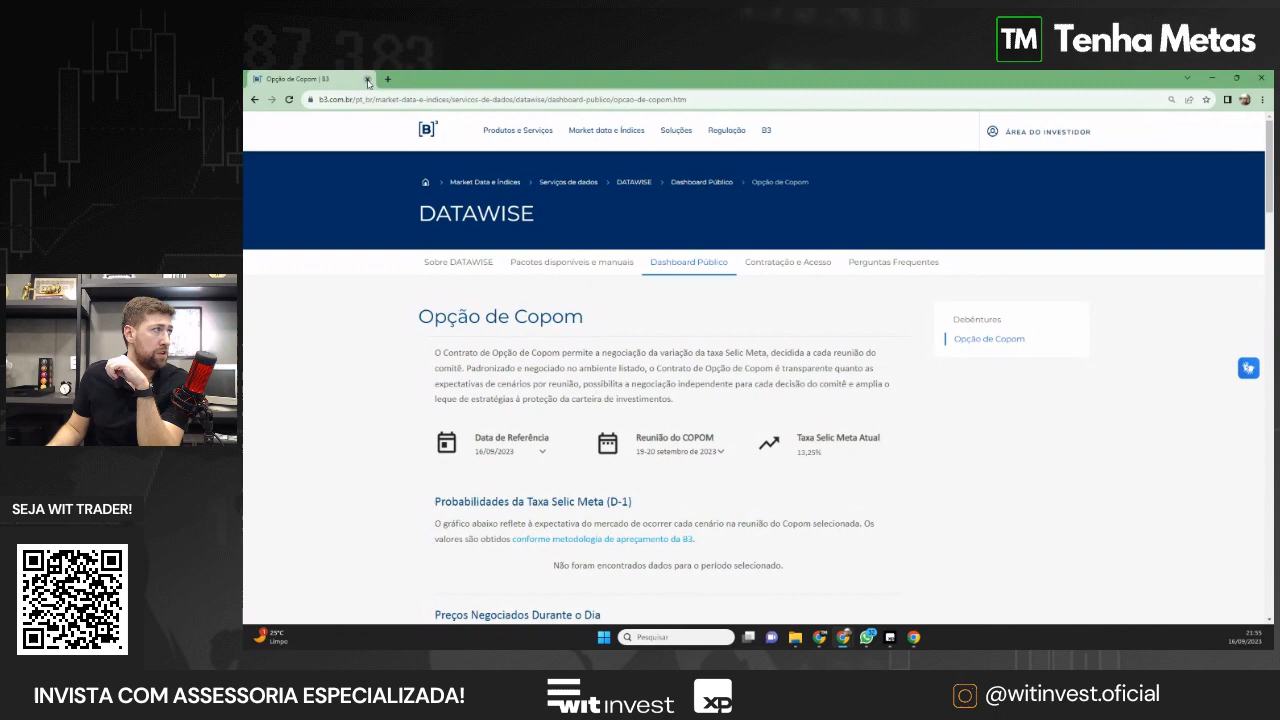 87.383
TM Tenha Metas
Opção de Copom | B3
b3.com.br/pt_br/market-data-e-indices/servicos-de-dados/datawise/dashboard-publico/opcao-de-copom.htm
[B]³ Produtos e Serviços Market data e Índices Soluções Regulação B3 ÁREA DO INVESTIDOR
Market Data e Índices > Serviços de dados > DATAWISE > Dashboard Público > Opção de Copom
DATAWISE
Sobre DATAWISE Pacotes disponíveis e manuais Dashboard Público Contratação e Acesso Perguntas Frequentes
Opção de Copom
Debêntures
Opção de Copom
O Contrato de Opção de Copom permite a negociação da variação da taxa Selic Meta, decidida a cada reunião do
comitê. Padronizado e negociado no ambiente listado, o Contrato de Opção de Copom é transparente quanto as
expectativas de cenários por reunião, possibilita a negociação independente para cada decisão do comitê e amplia o
leque de estratégias à proteção da carteira de investimentos.
Data de Referência Reunião do COPOM Taxa Selic Meta Atual
16/09/2023 19-20 setembro de 2023 13,25%
Probabilidades da Taxa Selic Meta (D-1)
O gráfico abaixo reflete à expectativa do mercado de ocorrer cada cenário na reunião do Copom selecionada. Os
valores são obtidos conforme metodologia de apreçamento da B3.
Não foram encontrados dados para o período selecionado.
Preços Negociados Durante o Dia
25°C
Limpo
Pesquisar
21:55
16/09/2023
SEJA WIT TRADER!
INVISTA COM ASSESSORIA ESPECIALIZADA!
wit invest
XP
@witinvest.oficial